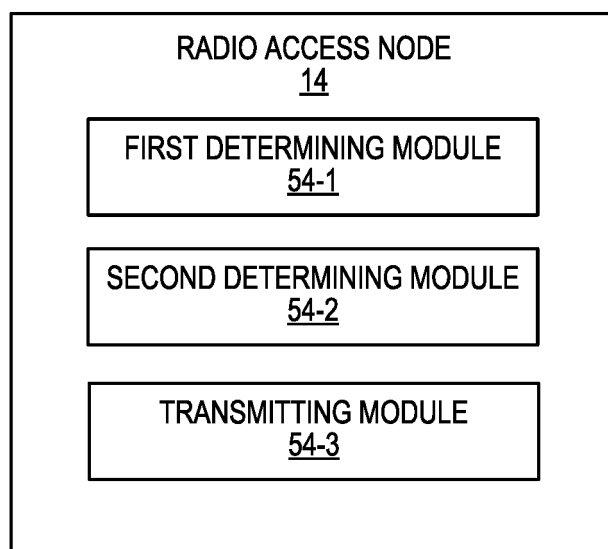 RADIO ACCESS NODE
14
FIRST DETERMINING MODULE
54-1
SECOND DETERMINING MODULE
54-2
TRANSMITTING MODULE
54-3